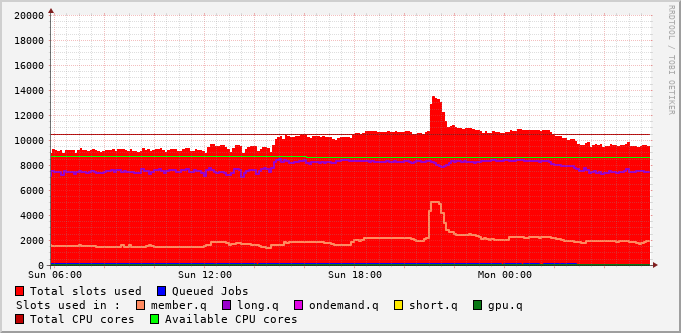 20000
18000
16000
14000
12000
10000
8000
6000
4000
2000
0
Sun 06:00 Sun 12:00 Sun 18:00 Mon 00:00
Total slots used Queued Jobs
Slots used in : member.q long.q ondemand.q short.q gpu.q
Total CPU cores Available CPU cores
RRDTOOL / TOBI OETIKER